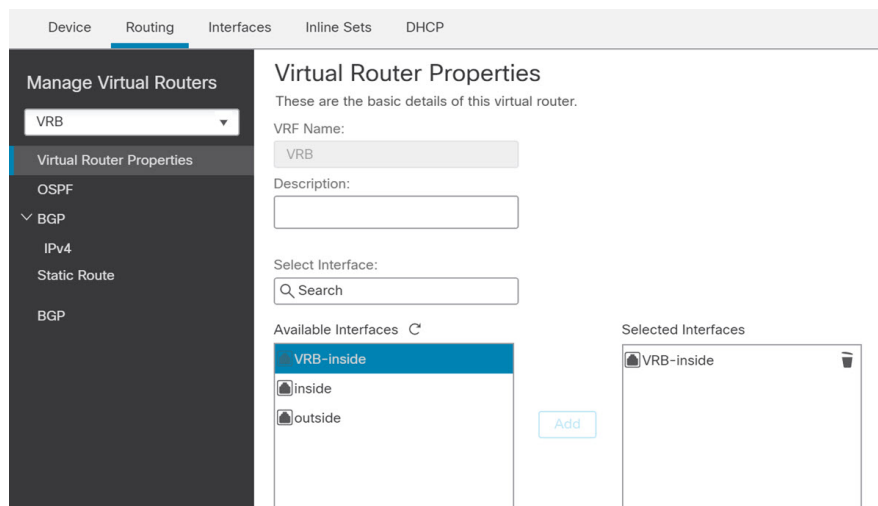 Device Routing Interfaces Inline Sets DHCP
Manage Virtual Routers
VRB
Virtual Router Properties
OSPF
BGP
IPv4
Static Route
BGP
Virtual Router Properties
These are the basic details of this virtual router.
VRF Name:
VRB
Description:
Select Interface:
Search
Available Interfaces
VRB-inside
inside
outside
Add
Selected Interfaces
VRB-inside